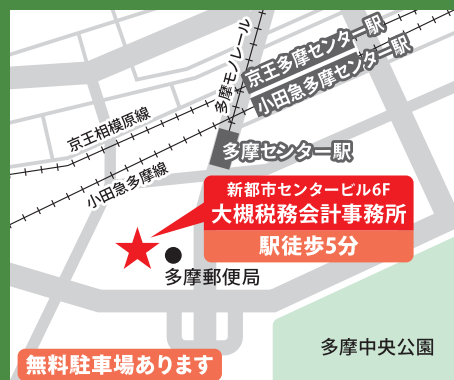 多摩モノレール
京王多摩センター駅
小田急多摩センター駅
京王相模原線
多摩センター駅
小田急多摩線
新都市センタービル6F
大槻税務会計事務所
駅徒歩5分
多摩郵便局
多摩中央公園
無料駐車場あります